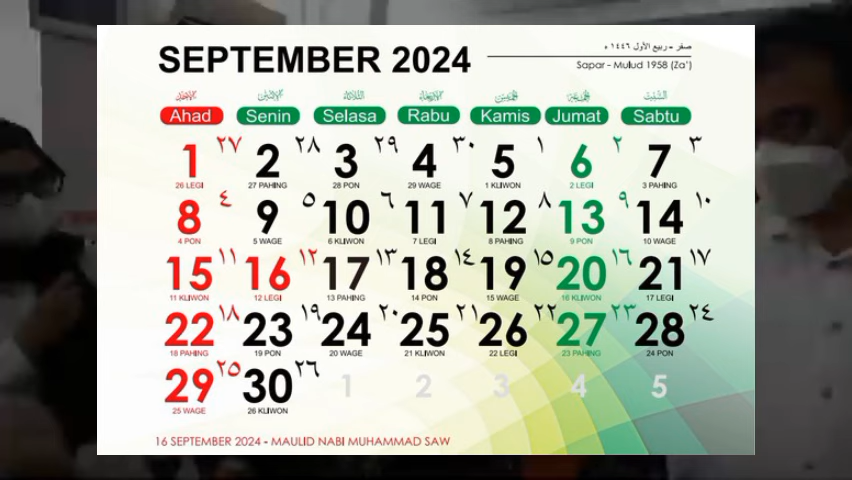 SEPTEMBER 2024
صفر - ربيع الأول ١٤٤٦ ه
Sapar - Mulud 1958 (Za')
الأحد الإثنين الثلاثاء الأربعاء الخميس الجمعة السبت
Ahad Senin Selasa Rabu Kamis Jumat Sabtu
1 ٢٧ 2 ٢٨ 3 ٢٩ 4 ٣٠ 5 ١ 6 ٢ 7 ٣
26 LEGI 27 PAHING 28 PON 29 WAGE 1 KLIWON 2 LEGI 3 PAHING
8 ٤ 9 ٥ 10 ٦ 11 ٧ 12 ٨ 13 ٩ 14 ١٠
4 PON 5 WAGE 6 KLIWON 7 LEGI 8 PAHING 9 PON 10 WAGE
15 ١١ 16 ١٢ 17 ١٣ 18 ١٤ 19 ١٥ 20 ١٦ 21 ١٧
11 KLIWON 12 LEGI 13 PAHING 14 PON 15 WAGE 16 KLIWON 17 LEGI
22 ١٨ 23 ١٩ 24 ٢٠ 25 ٢١ 26 ٢٢ 27 ٢٣ 28 ٢٤
18 PAHING 19 PON 20 WAGE 21 KLIWON 22 LEGI 23 PAHING 24 PON
29 ٢٥ 30 ٢٦ 1 2 3 4 5
25 WAGE 26 KLIWON
16 SEPTEMBER 2024 - MAULID NABI MUHAMMAD SAW